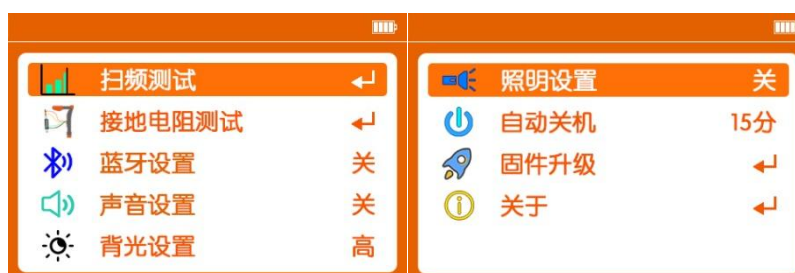 扫频测试
接地电阻测试
蓝牙设置 关
声音设置 关
背光设置 高
照明设置 关
自动关机 15分
固件升级
关于